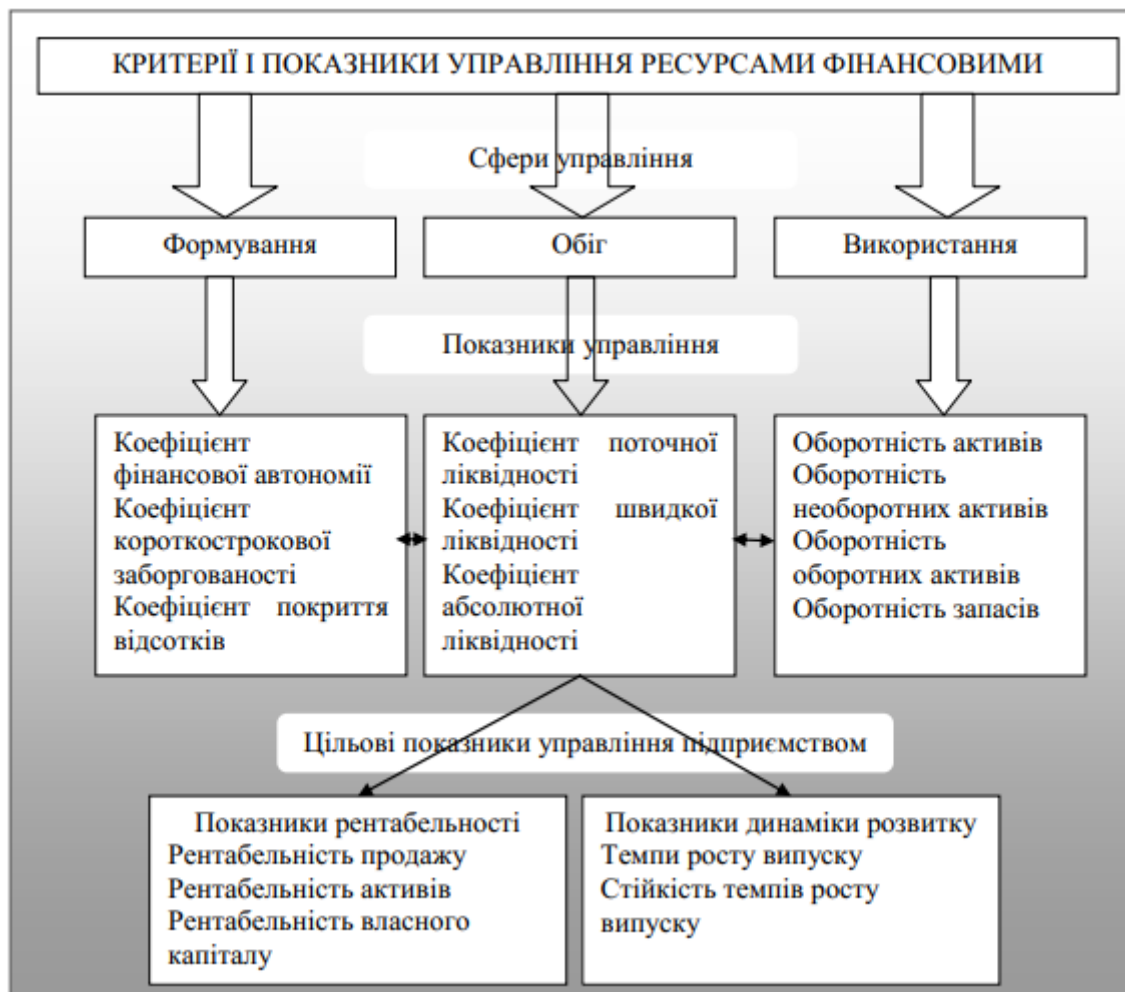 КРИТЕРІЇ І ПОКАЗНИКИ УПРАВЛІННЯ РЕСУРСАМИ ФІНАНСОВИМИ
Сфери управління
Формування
Обіг
Використання
Показники управління
Коефіцієнт
фінансової автономії
Коефіцієнт
короткострокової
заборгованості
Коефіцієнт покриття
відсотків
Коефіцієнт поточної
ліквідності
Коефіцієнт швидкої
ліквідності
Коефіцієнт
абсолютної
ліквідності
Оборотність активів
Оборотність
необоротних активів
Оборотність
оборотних активів
Оборотність запасів
Цільові показники управління підприємством
Показники рентабельності
Рентабельність продажу
Рентабельність активів
Рентабельність власного
капіталу
Показники динаміки розвитку
Темпи росту випуску
Стійкість темпів росту
випуску